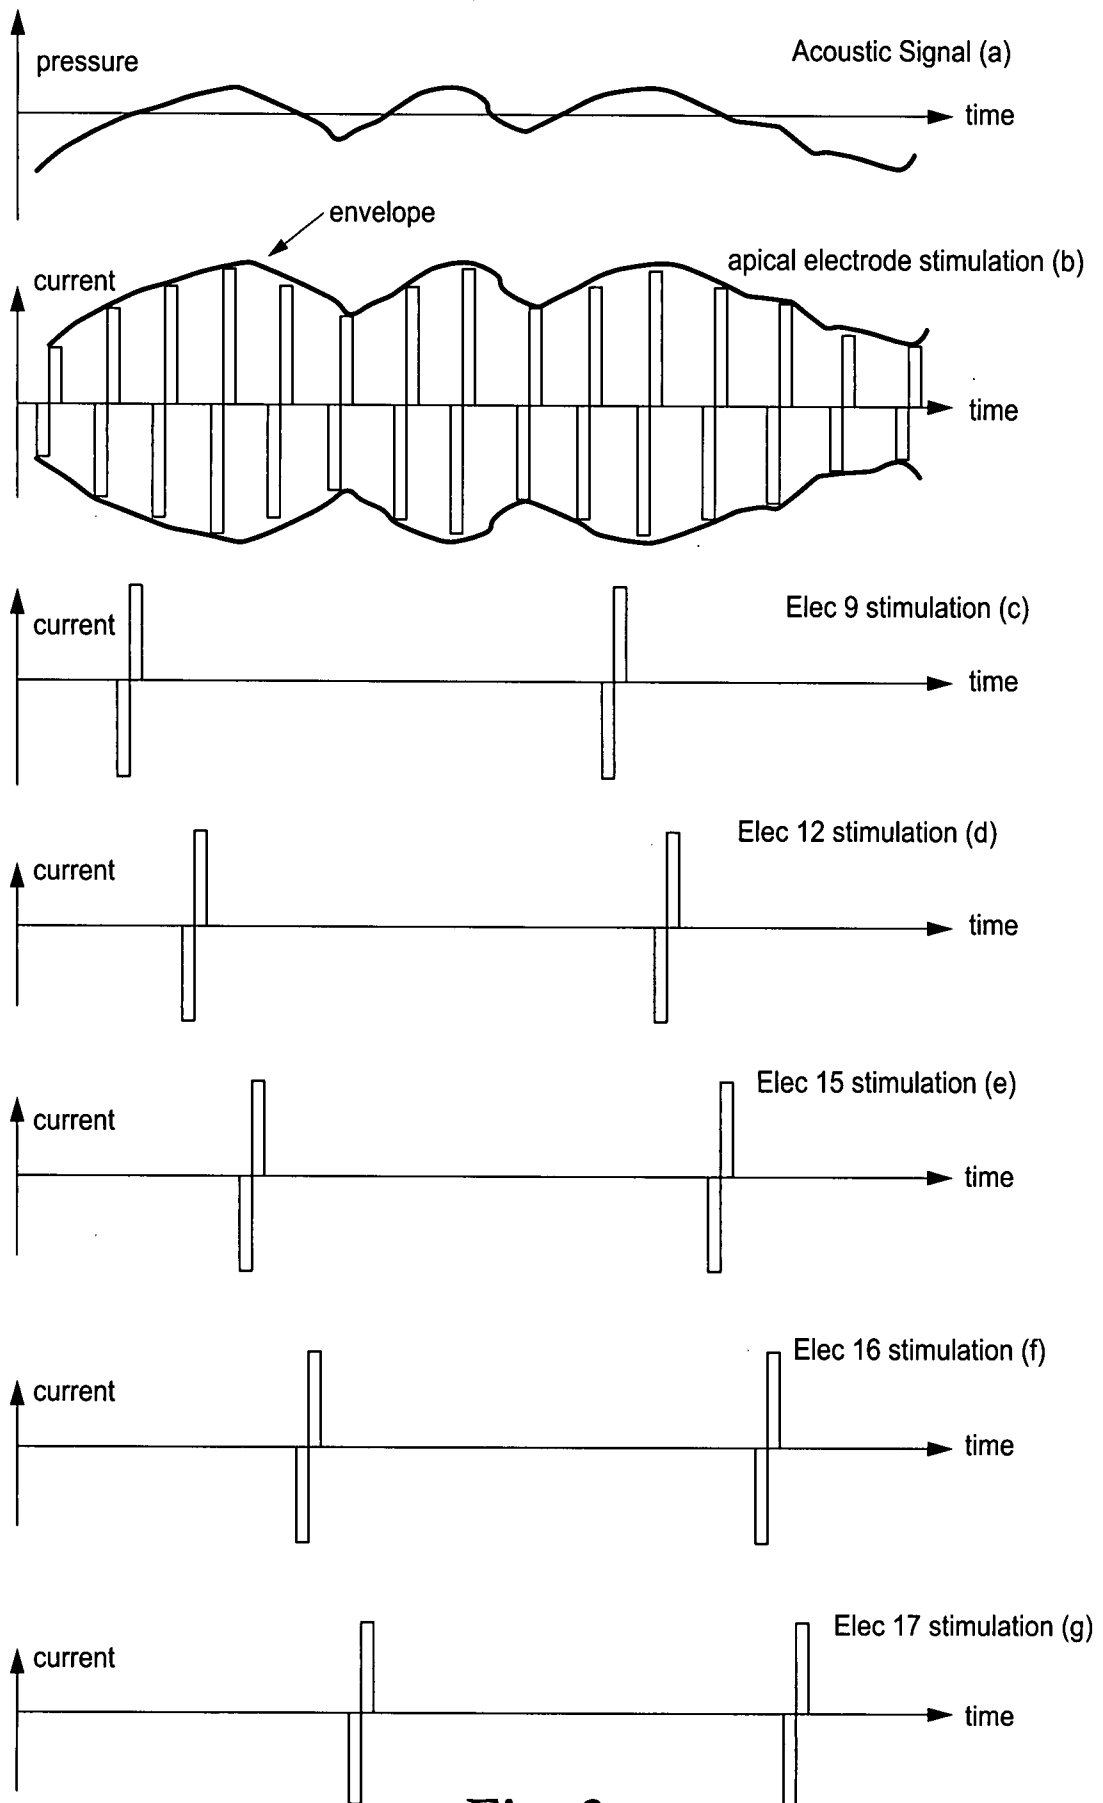 Acoustic Signal (a)
pressure
time
envelope
apical electrode stimulation (b)
current
time
Elec 9 stimulation (c)
current
time
Elec 12 stimulation (d)
current
time
Elec 15 stimulation (e)
current
time
Elec 16 stimulation (f)
current
time
Elec 17 stimulation (g)
current
time